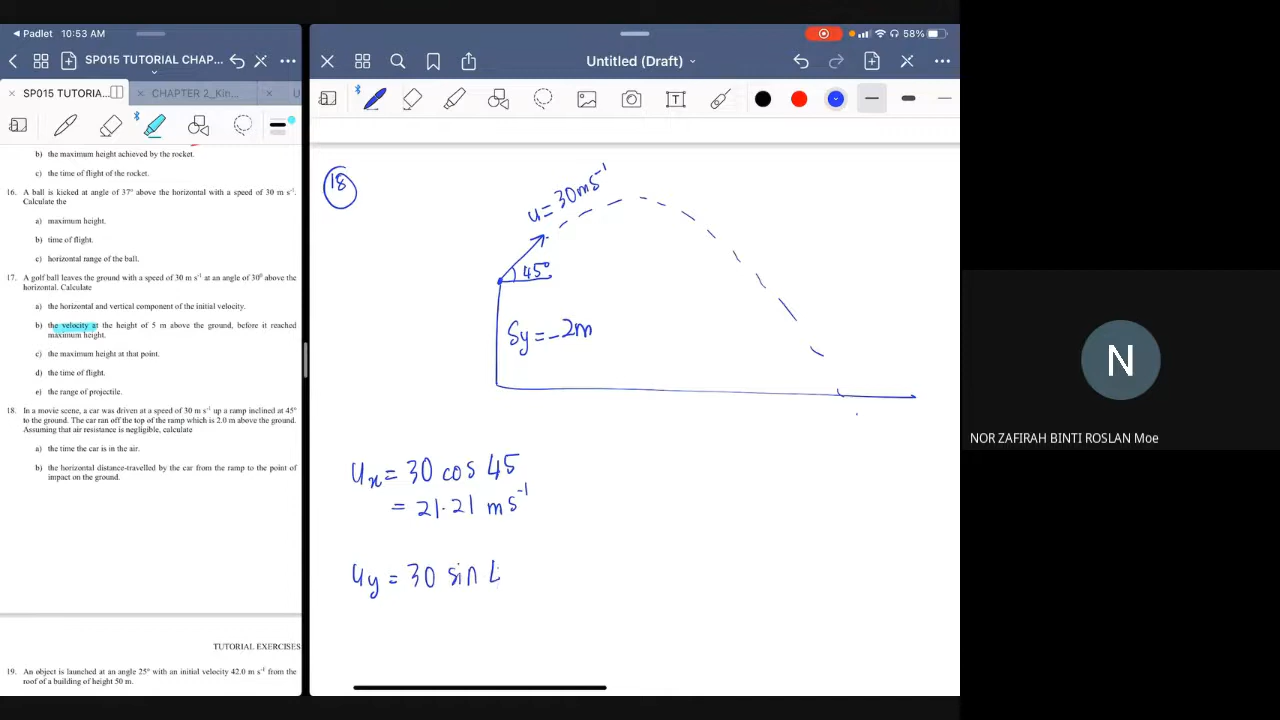 Padlet 10:53 AM
58%
SP015 TUTORIAL CHAP...
Untitled (Draft)
SP015 TUTORIA...
CHAPTER 2_Kin...
b) the maximum height achieved by the rocket.
c) the time of flight of the rocket.
16. A ball is kicked at angle of 37° above the horizontal with a speed of 30 m s⁻¹.
Calculate the
a) maximum height.
b) time of flight.
c) horizontal range of the ball.
17. A golf ball leaves the ground with a speed of 30 m s⁻¹ at an angle of 30⁰ above the
horizontal. Calculate
a) the horizontal and vertical component of the initial velocity.
b) the velocity at the height of 5 m above the ground, before it reached
maximum height.
c) the maximum height at that point.
d) the time of flight.
e) the range of projectile.
18. In a movie scene, a car was driven at a speed of 30 m s⁻¹ up a ramp inclined at 45°
to the ground. The car ran off the top of the ramp which is 2.0 m above the ground.
Assuming that air resistance is negligible, calculate
a) the time the car is in the air.
b) the horizontal distance-travelled by the car from the ramp to the point of
impact on the ground.
TUTORIAL EXERCISES
19. An object is launched at an angle 25° with an initial velocity 42.0 m s⁻¹ from the
roof of a building of height 50 m.
18
u = 30 ms⁻¹
45°
Sy = -2m
Ux = 30 cos 45
= 21.21 ms⁻¹
Uy = 30 sin
N
NOR ZAFIRAH BINTI ROSLAN Moe